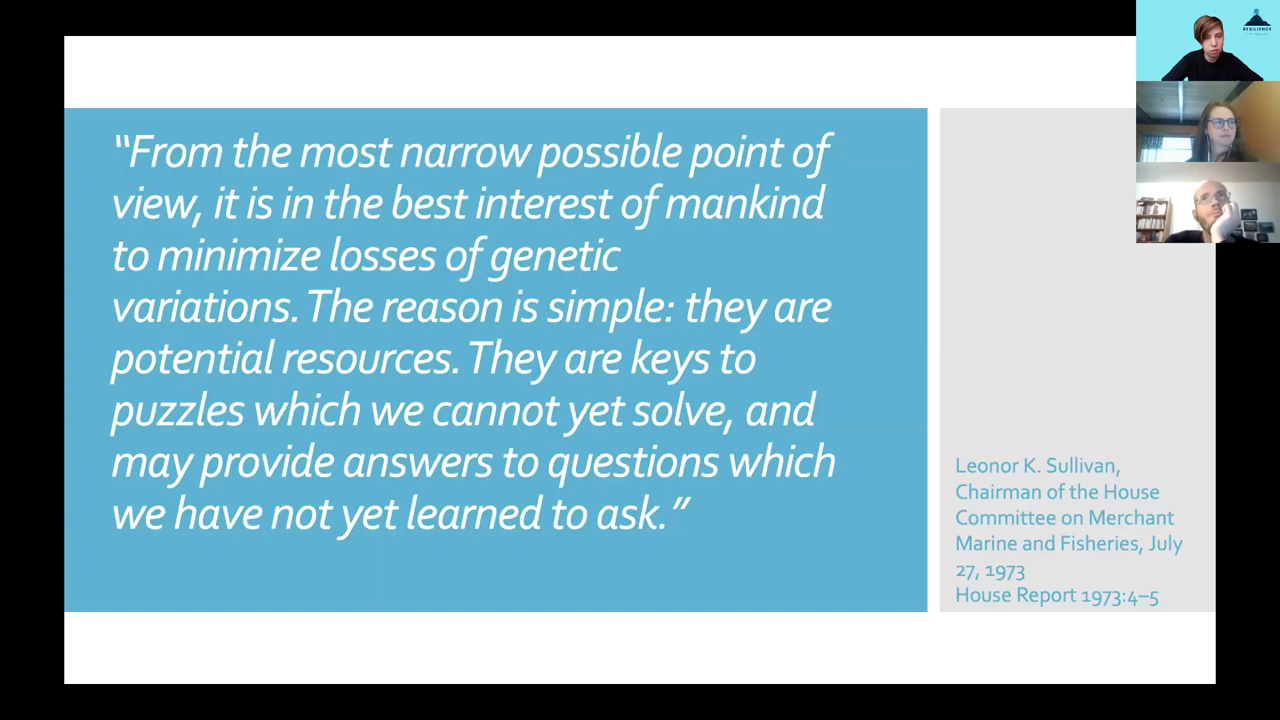 “From the most narrow possible point of
view, it is in the best interest of mankind
to minimize losses of genetic
variations. The reason is simple: they are
potential resources. They are keys to
puzzles which we cannot yet solve, and
may provide answers to questions which
we have not yet learned to ask.”
Leonor K. Sullivan,
Chairman of the House
Committee on Merchant
Marine and Fisheries, July
27, 1973
House Report 1973:4–5
RESILIENCE